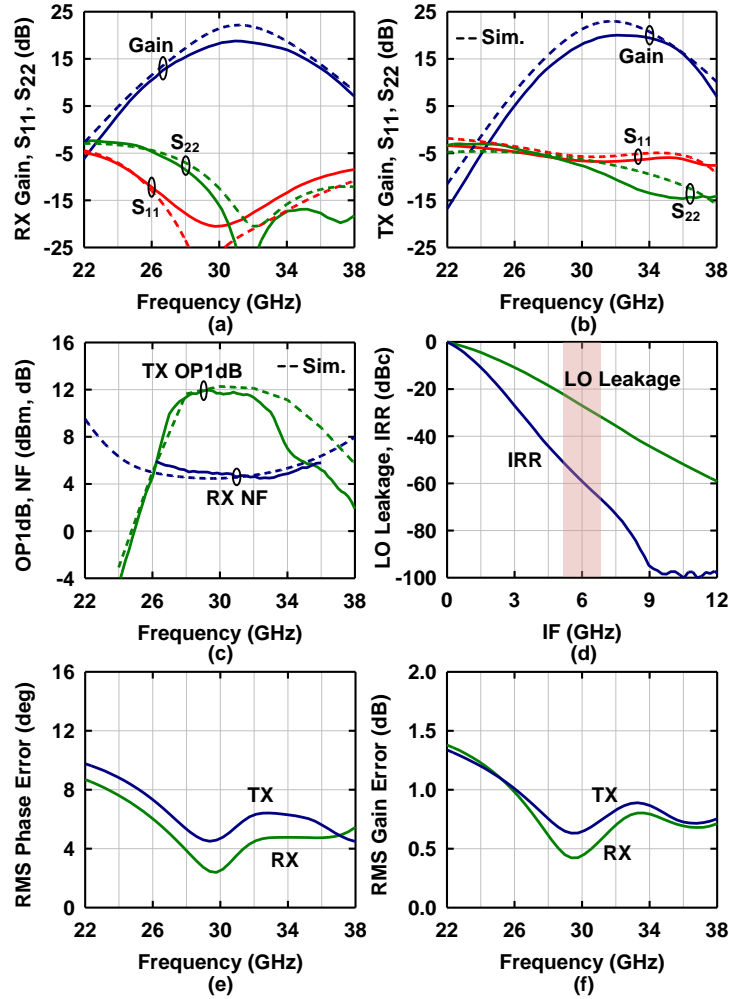 RX Gain, S11, S22 (dB)
25
15
5
-5
-15
-25
Gain
S22
S11
22
26
30
34
38
Frequency (GHz)
(a)
TX Gain, S11, S22 (dB)
25
15
5
-5
-15
-25
Sim.
Gain
S11
S22
22
26
30
34
38
Frequency (GHz)
(b)
OP1dB, NF (dBm, dB)
16
12
8
4
0
-4
TX OP1dB
Sim.
RX NF
22
26
30
34
38
Frequency (GHz)
(c)
LO Leakage, IRR (dBc)
0
-20
-40
-60
-80
-100
LO Leakage
IRR
0
3
6
9
12
IF (GHz)
(d)
RMS Phase Error (deg)
16
12
8
4
0
TX
RX
22
26
30
34
38
Frequency (GHz)
(e)
RMS Gain Error (dB)
2.0
1.5
1.0
0.5
0
TX
RX
22
26
30
34
38
Frequency (GHz)
(f)